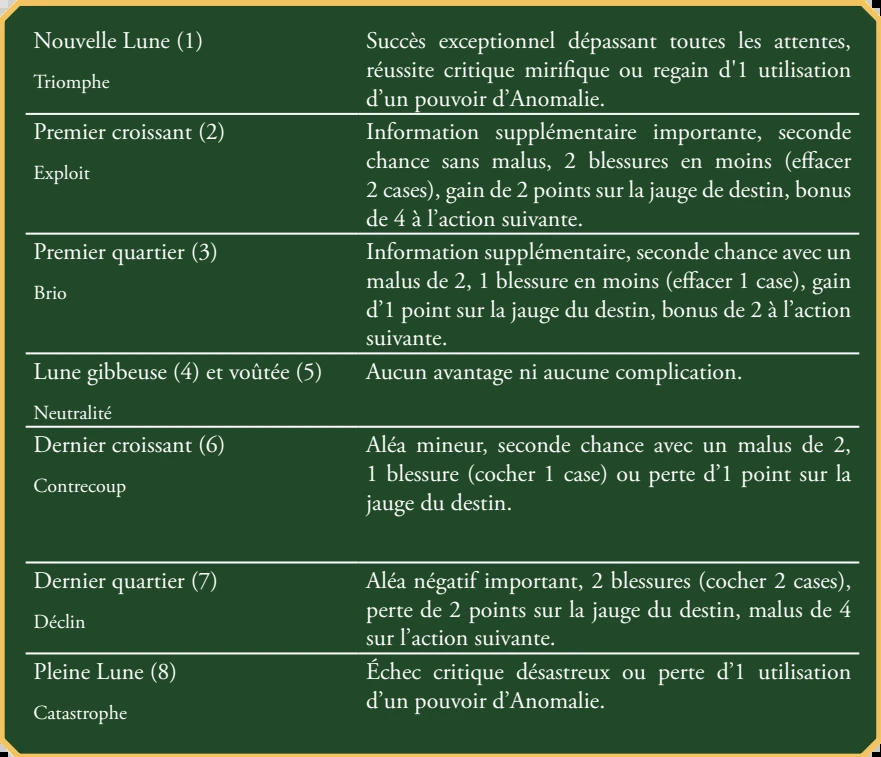 Nouvelle Lune (1)
Triomphe
Succès exceptionnel dépassant toutes les attentes,
réussite critique mirifique ou regain d'1 utilisation
d’un pouvoir d’Anomalie.
Premier croissant (2)
Exploit
Information supplémentaire importante, seconde
chance sans malus, 2 blessures en moins (effacer
2 cases), gain de 2 points sur la jauge de destin, bonus
de 4 à l’action suivante.
Premier quartier (3)
Brio
Information supplémentaire, seconde chance avec un
malus de 2, 1 blessure en moins (effacer 1 case), gain
d’1 point sur la jauge du destin, bonus de 2 à l’action
suivante.
Lune gibbeuse (4) et voûtée (5)
Neutralité
Aucun avantage ni aucune complication.
Dernier croissant (6)
Contrecoup
Aléa mineur, seconde chance avec un malus de 2,
1 blessure (cocher 1 case) ou perte d’1 point sur la
jauge du destin.
Dernier quartier (7)
Déclin
Aléa négatif important, 2 blessures (cocher 2 cases),
perte de 2 points sur la jauge du destin, malus de 4
sur l’action suivante.
Pleine Lune (8)
Catastrophe
Échec critique désastreux ou perte d’1 utilisation
d’un pouvoir d’Anomalie.